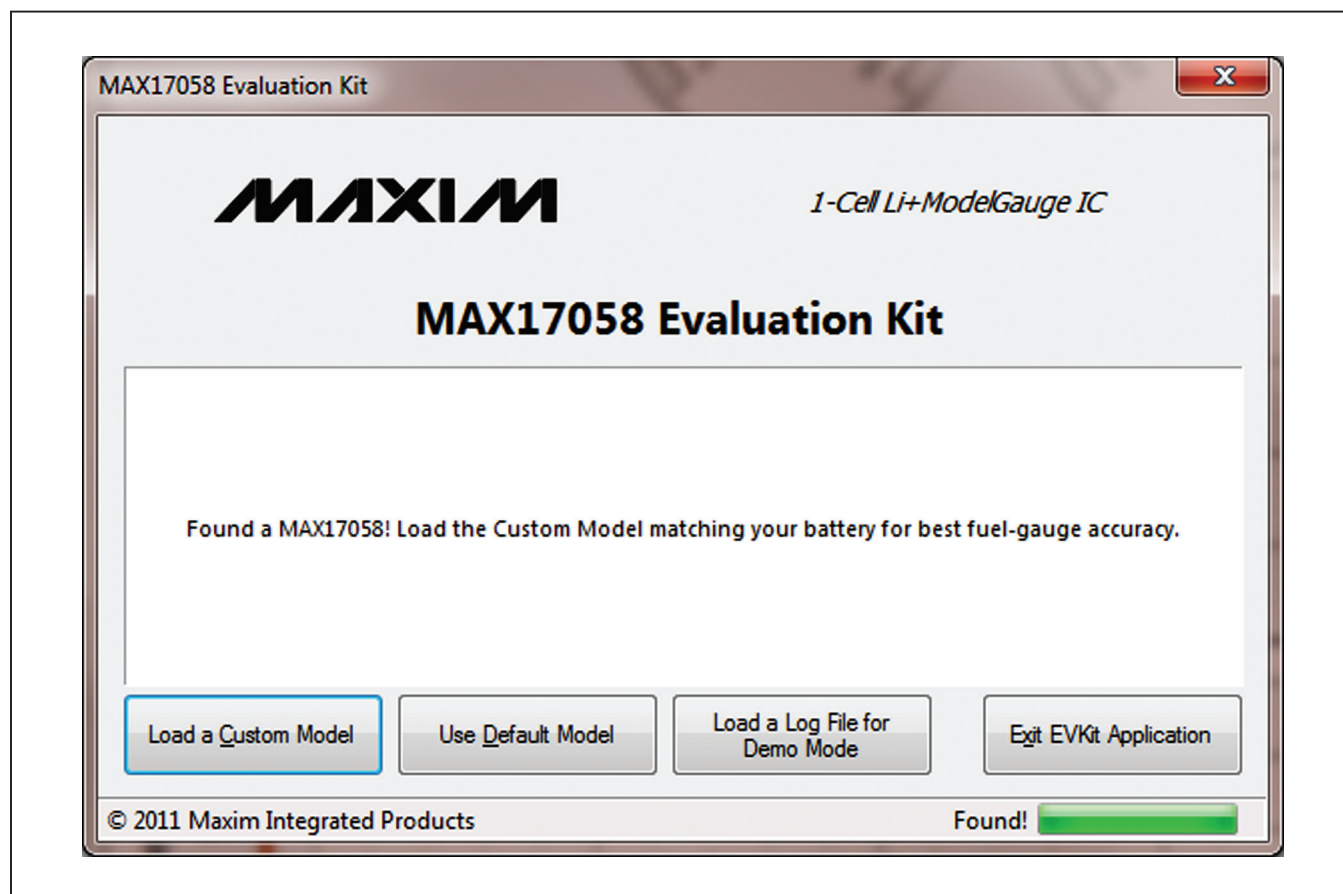 MAX17058 Evaluation Kit
MAXIM
1-Cell Li+ModelGauge IC
MAX17058 Evaluation Kit
Found a MAX17058! Load the Custom Model matching your battery for best fuel-gauge accuracy.
Load a Custom Model
Use Default Model
Load a Log File for
Demo Mode
Exit EVKit Application
© 2011 Maxim Integrated Products
Found!